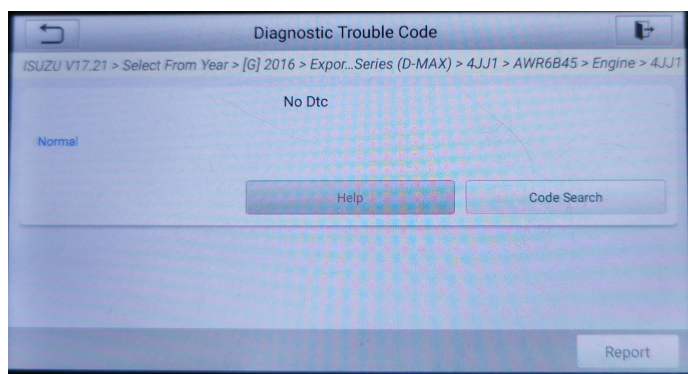 Diagnostic Trouble Code
ISUZU V17.21 > Select From Year > [G] 2016 > Expor...Series (D-MAX) > 4JJ1 > AWR6B45 > Engine > 4JJ1
No Dtc
Normal
Help
Code Search
Report